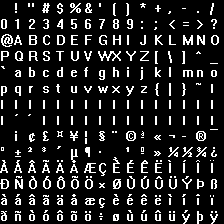 ! " # $ % & ' ( ) * + , - . /
0 1 2 3 4 5 6 7 8 9 : ; < = > ?
@ A B C D E F G H I J K L M N O
P Q R S T U V W X Y Z [ \ ] ^ _
` a b c d e f g h i j k l m n o
p q r s t u v w x y z { | } ~
¡ ¢ £ ¤ ¥ ¦ § ¨ © ª « ¬ - ® ¯
° ± ² ³ ´ µ ¶ · ¸ ¹ º » ¼ ½ ¾ ¿
À Á Â Ã Ä Å Æ Ç È É Ê Ë Ì Í Î Ï
Ð Ñ Ò Ó Ô Õ Ö × Ø Ù Ú Û Ü Ý Þ ß
à á â ã ä å æ ç è é ê ë ì í î ï
ð ñ ò ó ô õ ö ÷ ø ù ú û ü ý þ ÿ